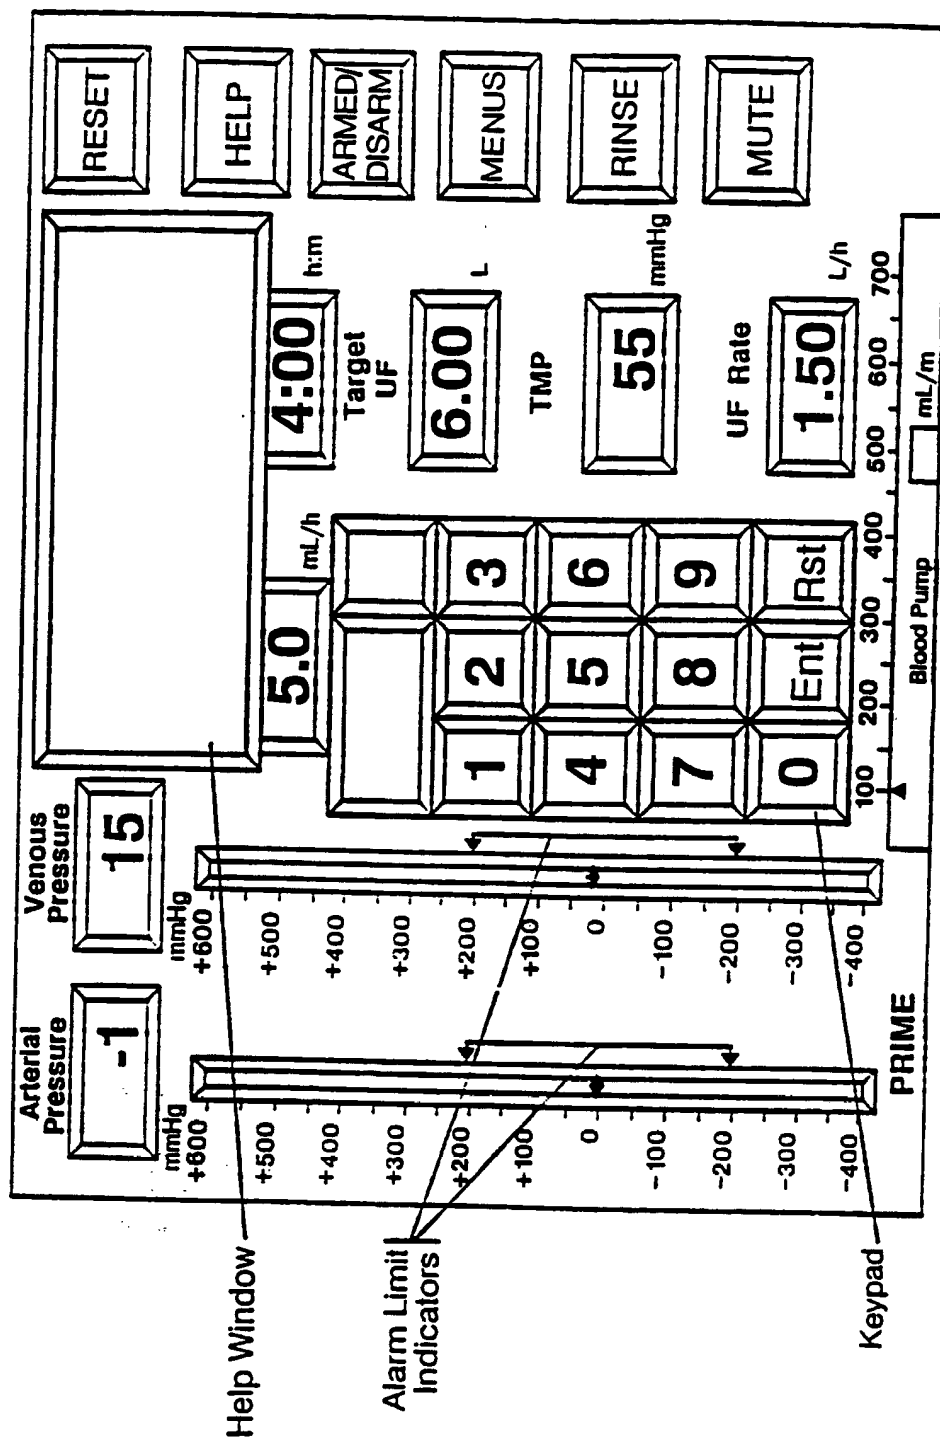 Arterial
Pressure
-1
mmHg
+600
+500
+400
+300
+200
+100
0
-100
-200
-300
-400
Venous
Pressure
15
mmHg
+600
+500
+400
+300
+200
+100
0
-100
-200
-300
-400
PRIME
5.0
mL/h
4:00
h:m
1
2
3
4
5
6
7
8
9
0
Ent
Rst
Target
UF
6.00
L
TMP
55
mmHg
UF Rate
1.50
L/h
100
200
300
400
500
600
700
Blood Pump
mL/m
RESET
HELP
ARMED/
DISARM
MENUS
RINSE
MUTE
Help Window
Alarm Limit
Indicators
Keypad